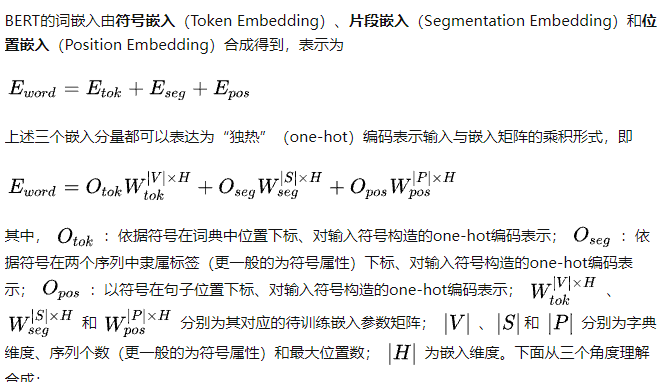 BERT的词嵌入由符号嵌入（Token Embedding）、片段嵌入（Segmentation Embedding）和位
置嵌入（Position Embedding）合成得到，表示为
E_{word} = E_{tok} + E_{seg} + E_{pos}
上述三个嵌入分量都可以表达为“独热”（one-hot）编码表示输入与嵌入矩阵的乘积形式，即
E_{word} = O_{tok}W_{tok}^{|V|×H} + O_{seg}W_{seg}^{|S|×H} + O_{pos}W_{pos}^{|P|×H}
其中， O_{tok} ：依据符号在词典中位置下标、对输入符号构造的one-hot编码表示； O_{seg} ：依
据符号在两个序列中隶属标签（更一般的为符号属性）下标、对输入符号构造的one-hot编码表
示； O_{pos} ：以符号在句子位置下标、对输入符号构造的one-hot编码表示； W_{tok}^{|V|×H} 、
W_{seg}^{|S|×H} 和 W_{pos}^{|P|×H} 分别为其对应的待训练嵌入参数矩阵； |V| 、 |S| 和 |P| 分别为字典
维度、序列个数（更一般的为符号属性）和最大位置数； |H| 为嵌入维度。下面从三个角度理解
合成：